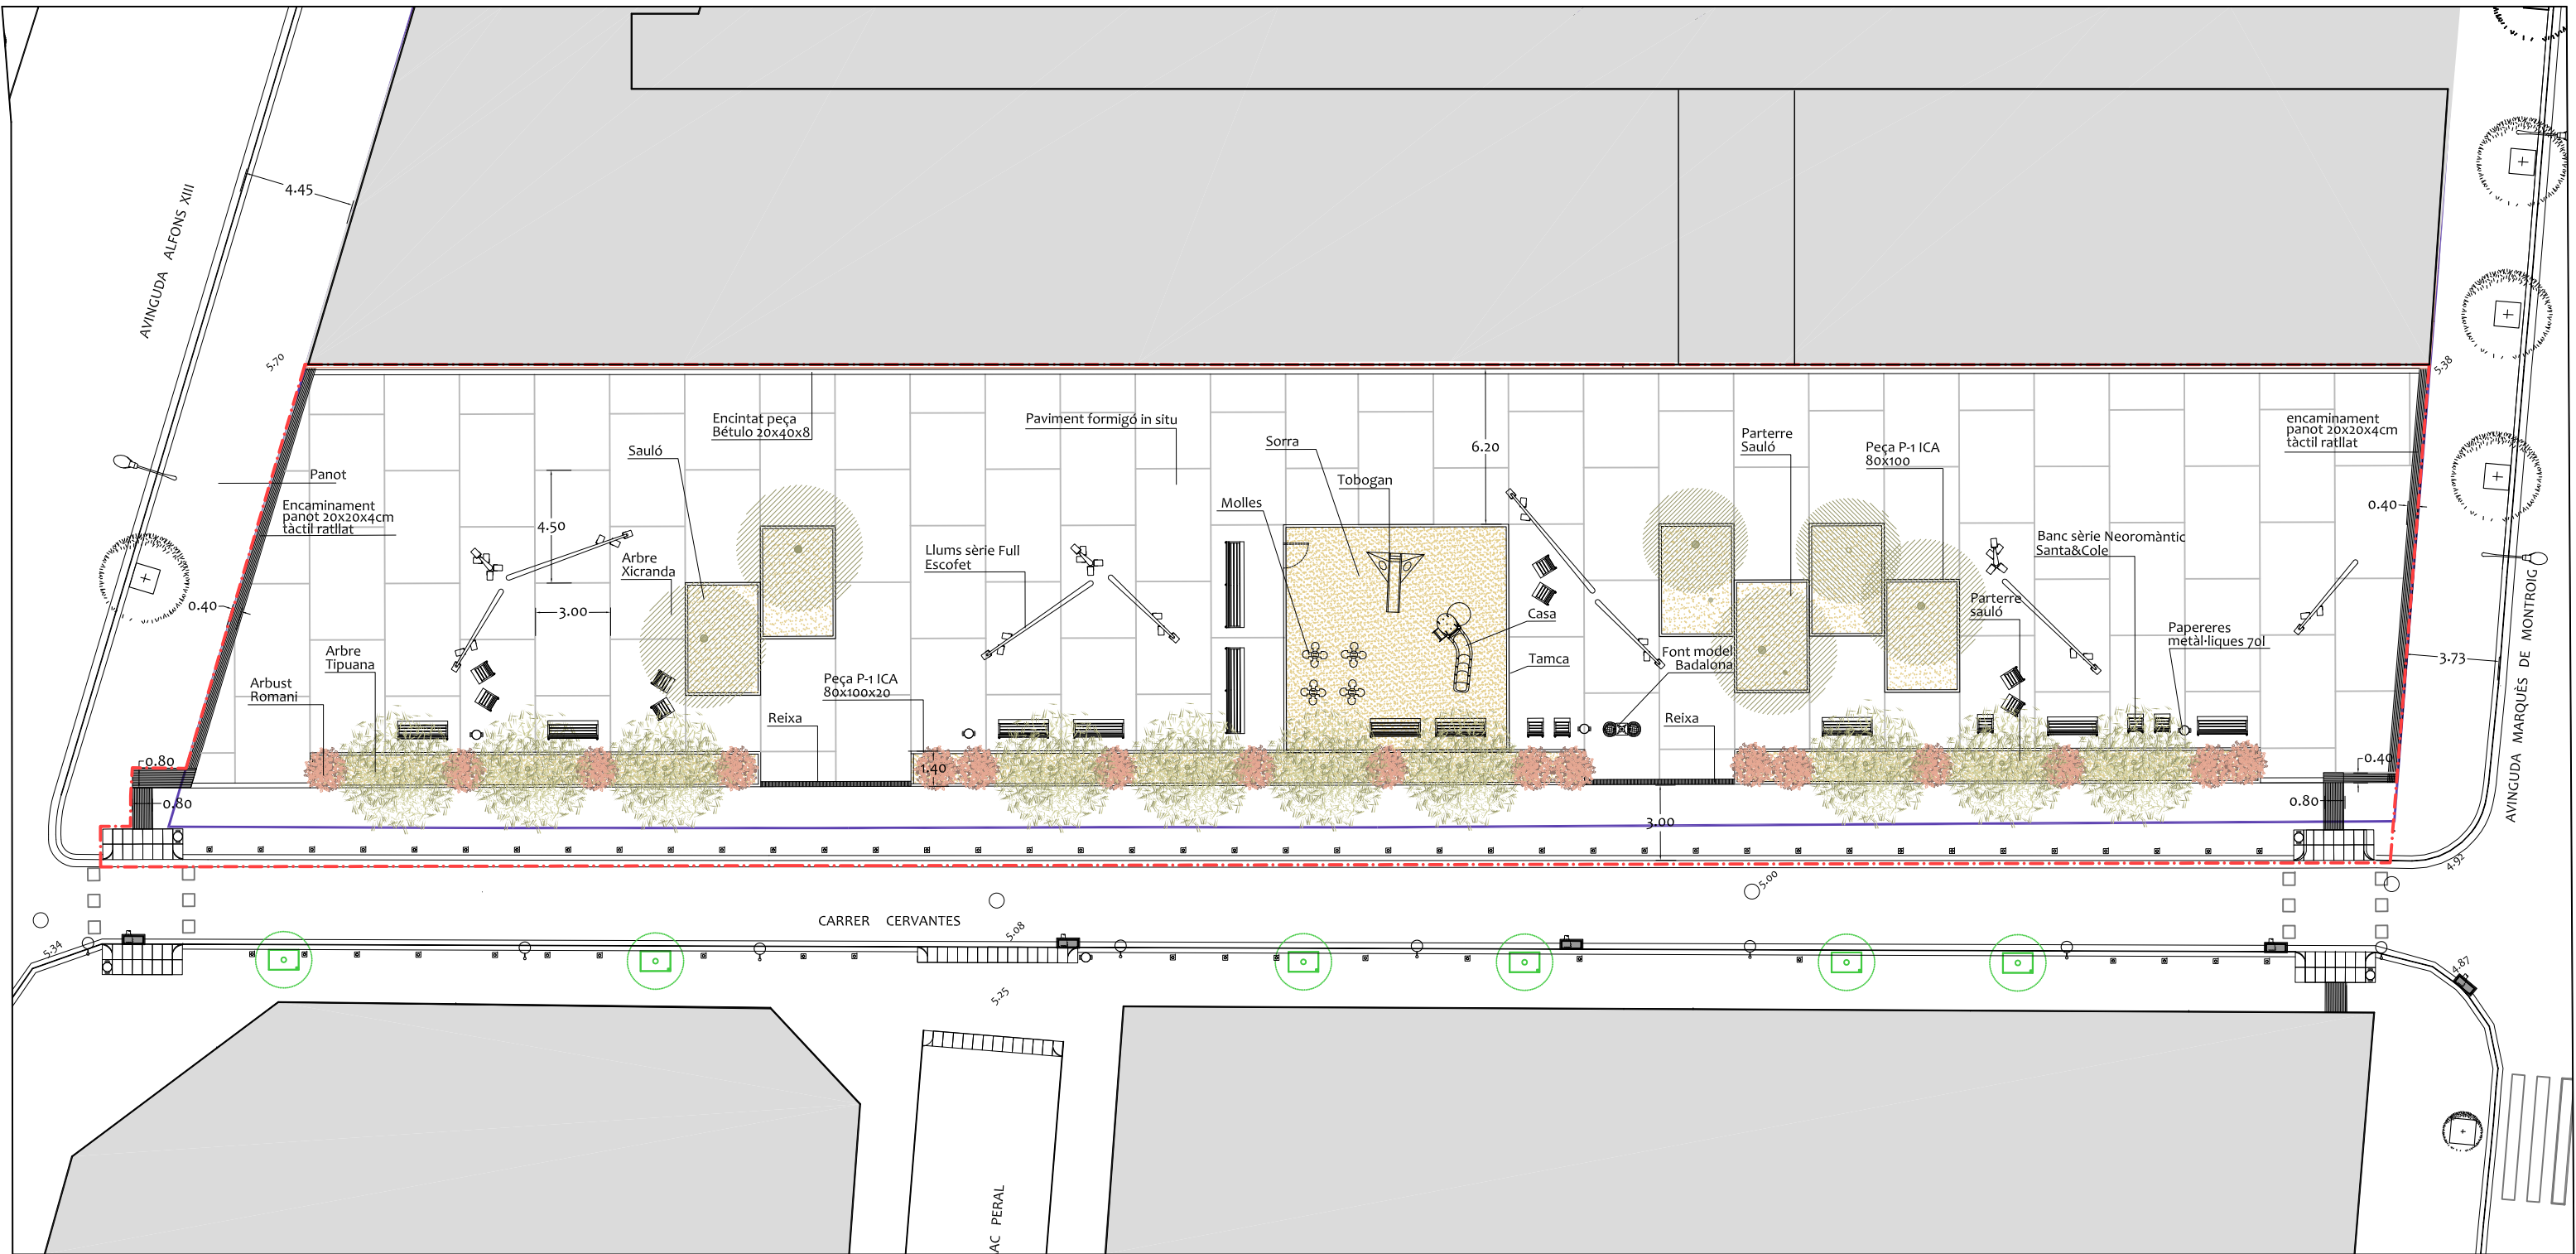 4.45
AVINGUDA ALFONS XIII
5.70
5.38
Encintat peça
Bétulo 20x40x8
Paviment formigó in situ
Sorra
6.20
Parterre
Sauló
Peça P-1 ICA
80x100
encaminament
panot 20x20x4cm
tàctil ratllat
Sauló
Panot
Tobogan
Molles
Encaminament
panot 20x20x4cm
tàctil ratllat
4.50
0.40
Banc sèrie Neoromàntic
Santa&Cole
Llums sèrie Full
Escofet
Arbre
Xicranda
0.40
3.00
Casa
Parterre
sauló
Papereres
metàl·liques 70l
Arbre
Tipuana
Font model
Badalona
Tamca
3.73
AVINGUDA MARQUÈS DE MONTROIG
Arbust
Romani
Peça P-1 ICA
80x100x20
Reixa
Reixa
0.80
1.40
0.40
0.80
0.80
3.00
4.92
5.00
CARRER CERVANTES
5.08
5.34
4.87
5.25
AC PERAL